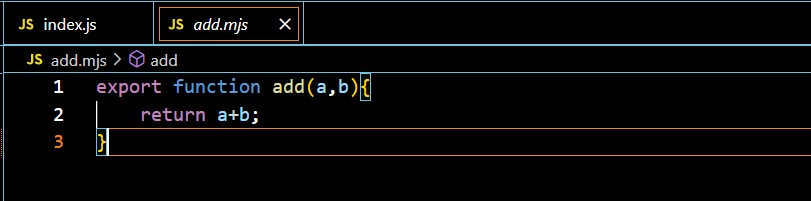 JS index.js JS add.mjs ×
JS add.mjs > add
1 export function add(a,b){
2     return a+b;
3 }